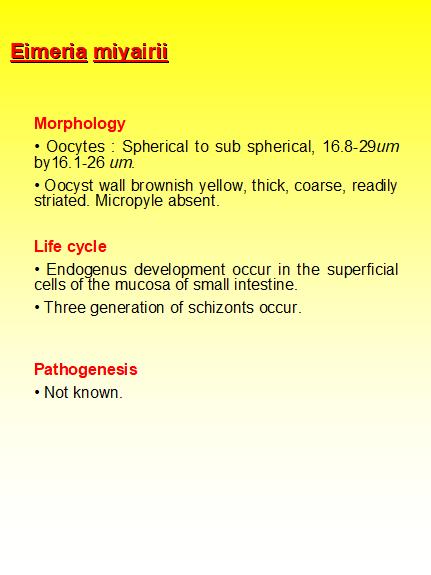 Eimeria miyairii
Morphology
• Oocytes : Spherical to sub spherical, 16.8-29um
by16.1-26 um.
• Oocyst wall brownish yellow, thick, coarse, readily
striated. Micropyle absent.
Life cycle
• Endogenus development occur in the superficial
cells of the mucosa of small intestine.
• Three generation of schizonts occur.
Pathogenesis
• Not known.